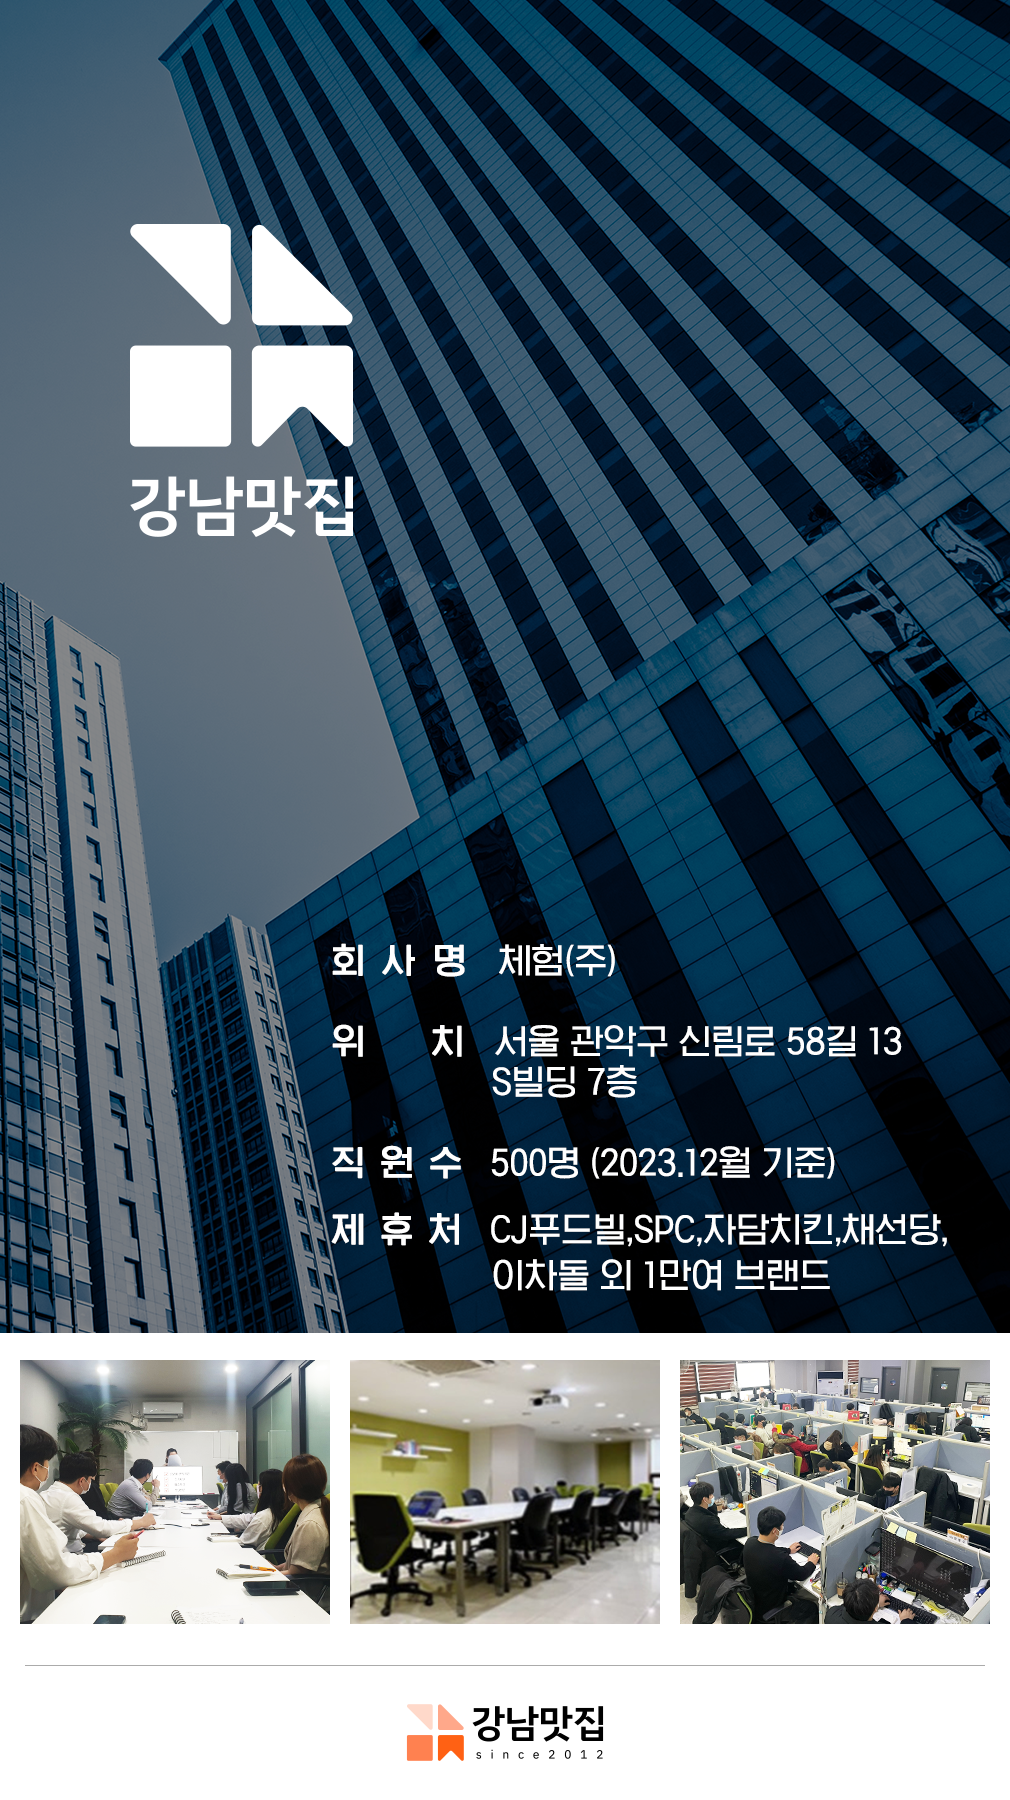 강남맛집
회사명 체험(주)
위 치 서울 관악구 신림로 58길 13
S빌딩 7층
직원수 500명 (2023.12월 기준)
제휴처 CJ푸드빌,SPC,자담치킨,채선당,
이차돌 외 1만여 브랜드
강남맛집
since2012